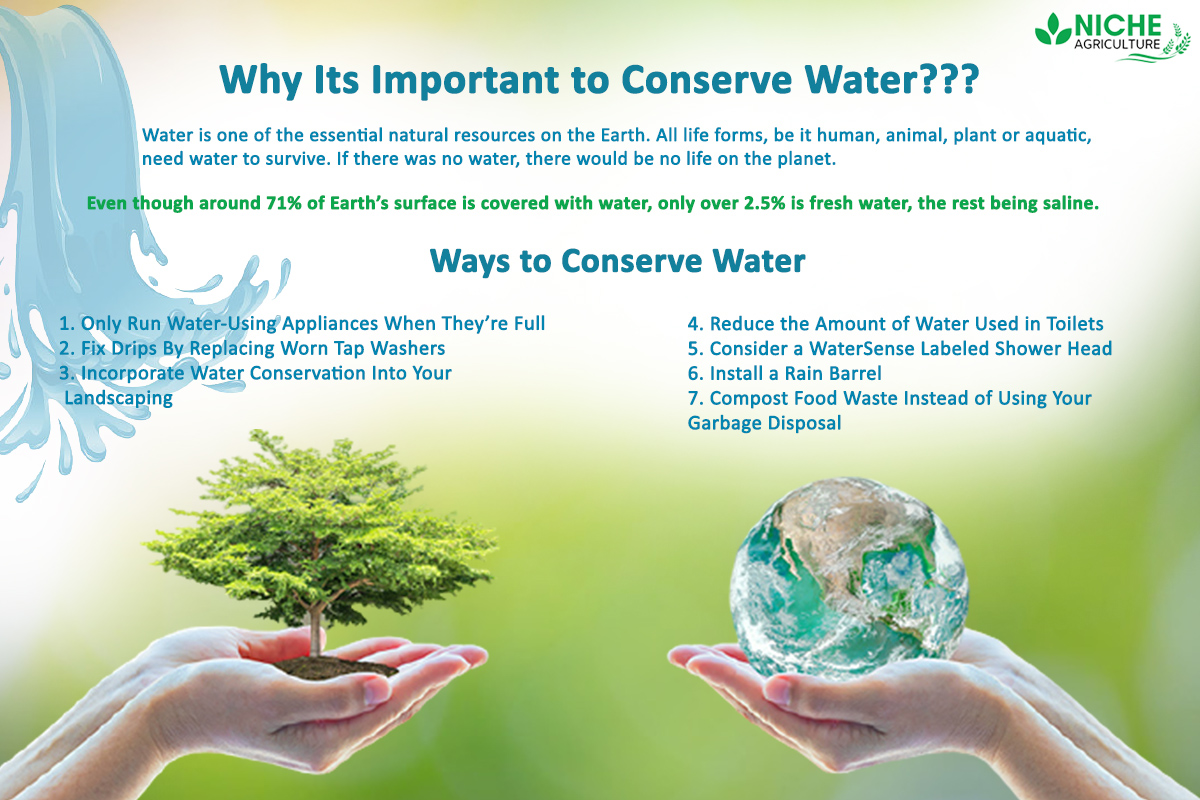 NICHE
AGRICULTURE
Why Its Important to Conserve Water???
Water is one of the essential natural resources on the Earth. All life forms, be it human, animal, plant or aquatic,
need water to survive. If there was no water, there would be no life on the planet.
Even though around 71% of Earth’s surface is covered with water, only over 2.5% is fresh water, the rest being saline.
Ways to Conserve Water
1. Only Run Water-Using Appliances When They’re Full
2. Fix Drips By Replacing Worn Tap Washers
3. Incorporate Water Conservation Into Your
Landscaping
4. Reduce the Amount of Water Used in Toilets
5. Consider a WaterSense Labeled Shower Head
6. Install a Rain Barrel
7. Compost Food Waste Instead of Using Your
Garbage Disposal